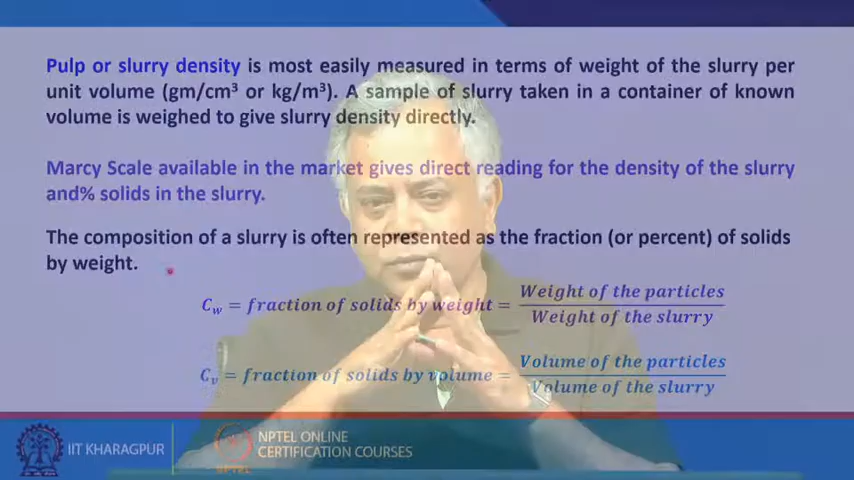 Pulp or slurry density is most easily measured in terms of weight of the slurry per
unit volume (gm/cm³ or kg/m³). A sample of slurry taken in a container of known
volume is weighed to give slurry density directly.
Marcy Scale available in the market gives direct reading for the density of the slurry
and% solids in the slurry.
The composition of a slurry is often represented as the fraction (or percent) of solids
by weight.
C_w = fraction of solids by weight = Weight of the particles / Weight of the slurry
C_v = fraction of solids by volume = Volume of the particles / Volume of the slurry
IIT KHARAGPUR
NPTEL
NPTEL ONLINE
CERTIFICATION COURSES